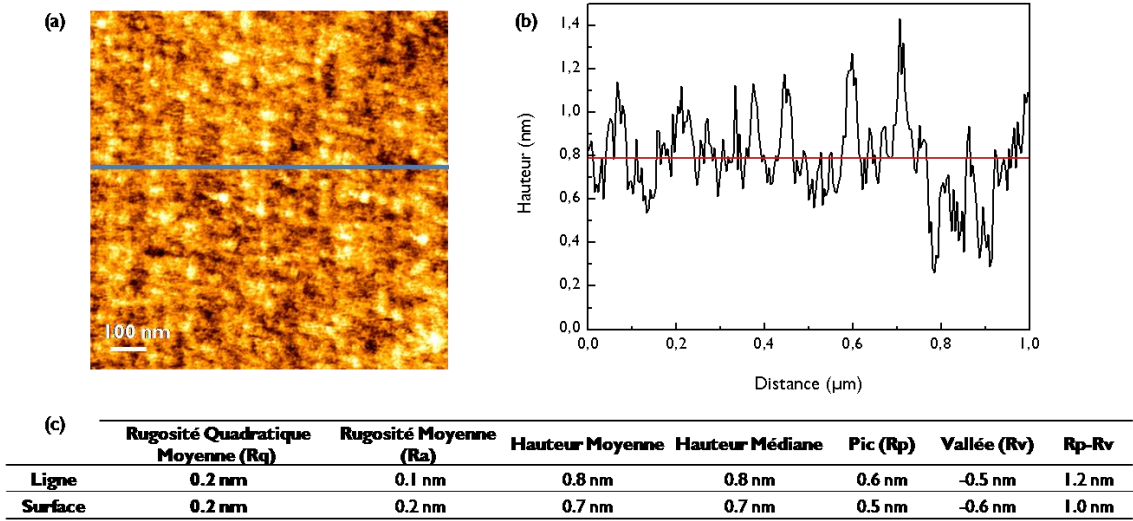 (a)
100 nm
(b)
Hauteur (nm)
1,4
1,2
1,0
0,8
0,6
0,4
0,2
0,0
0,0 0,2 0,4 0,6 0,8 1,0
Distance (µm)
(c)
Rugosité Quadratique Moyenne (Rq) Rugosité Moyenne (Ra) Hauteur Moyenne Hauteur Médiane Pic (Rp) Vallée (Rv) Rp-Rv
Ligne 0.2 nm 0.1 nm 0.8 nm 0.8 nm 0.6 nm -0.5 nm 1.2 nm
Surface 0.2 nm 0.2 nm 0.7 nm 0.7 nm 0.5 nm -0.6 nm 1.0 nm